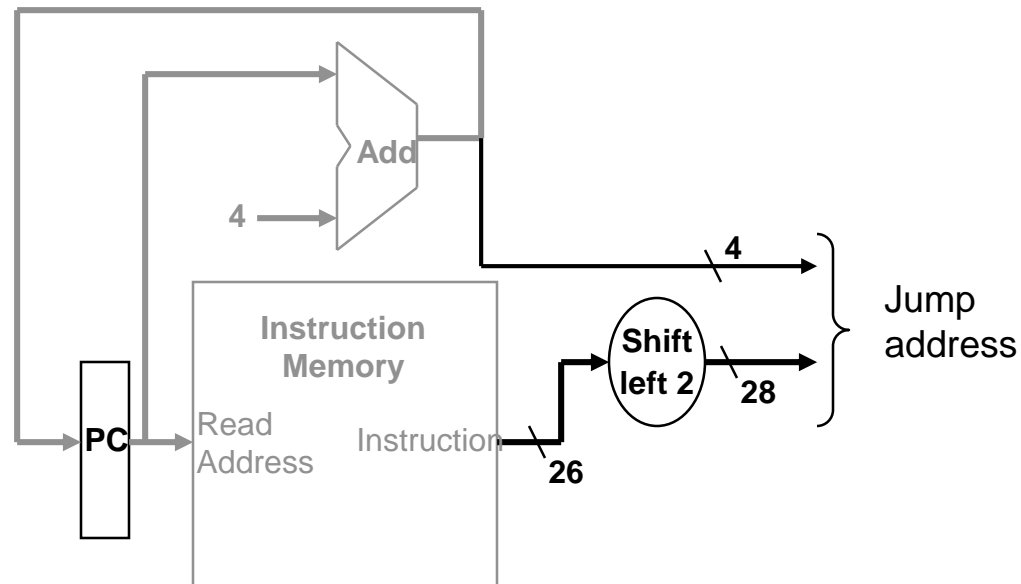 Add
4
4
Jump
address
Instruction
Memory
Shift
left 2
28
PC
Read
Address
Instruction
26